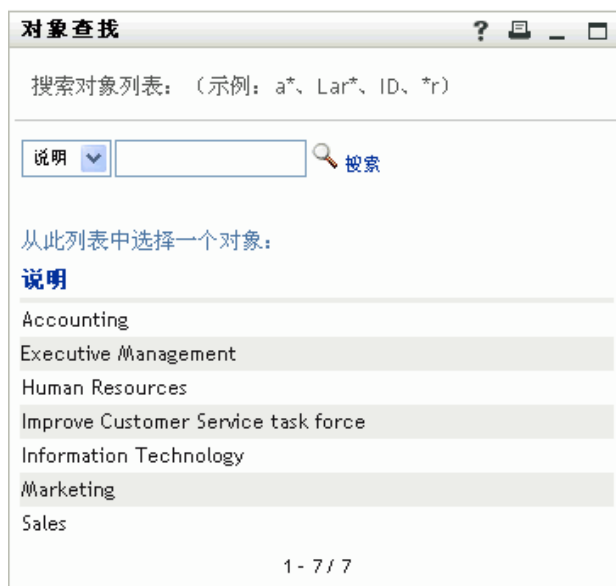 对象查找 ?
搜索对象列表：（示例：a*、Lar*、ID、*r）
说明 搜索
从此列表中选择一个对象：
说明
Accounting
Executive Management
Human Resources
Improve Customer Service task force
Information Technology
Marketing
Sales
1 - 7 / 7